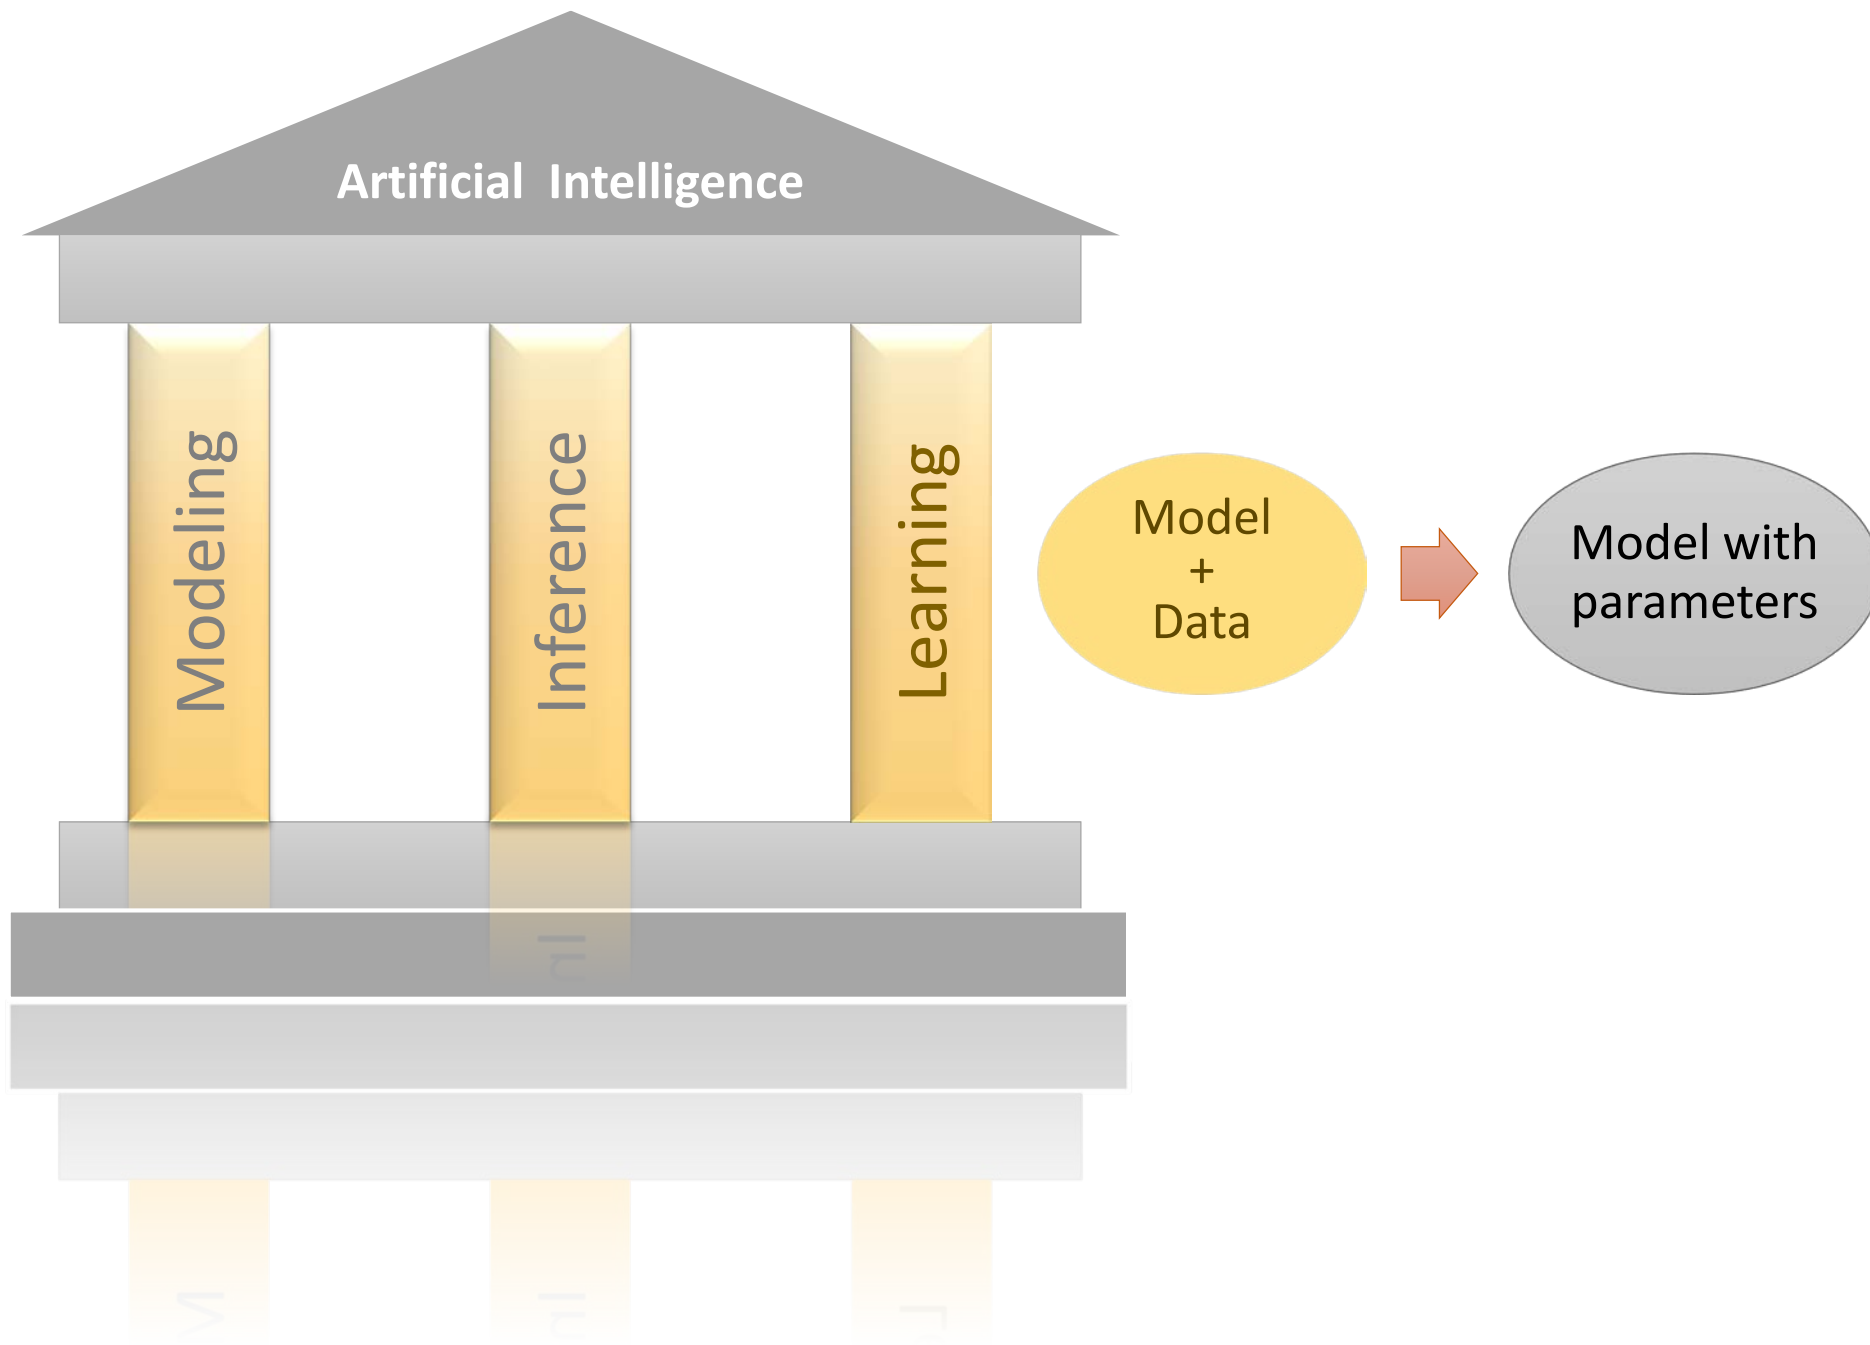 Artificial Intelligence
Modeling
Inference
Learning
Model
+
Data
Model with
parameters